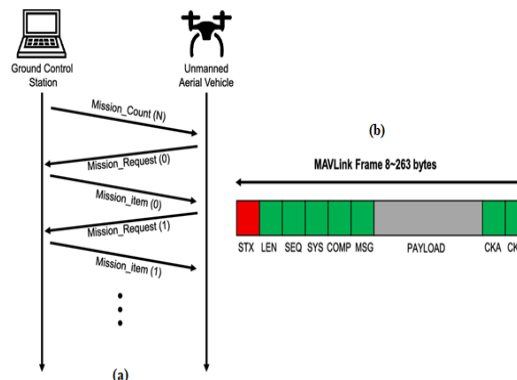 Ground Control
Station
Unmanned
Aerial Vehicle
Mission_Count (N)
Mission_Request (0)
Mission_item (0)
Mission_Request (1)
Mission_item (1)
(a)
(b)
MAVLink Frame 8~263 bytes
STX LEN SEQ SYS COMP MSG PAYLOAD CKA CK